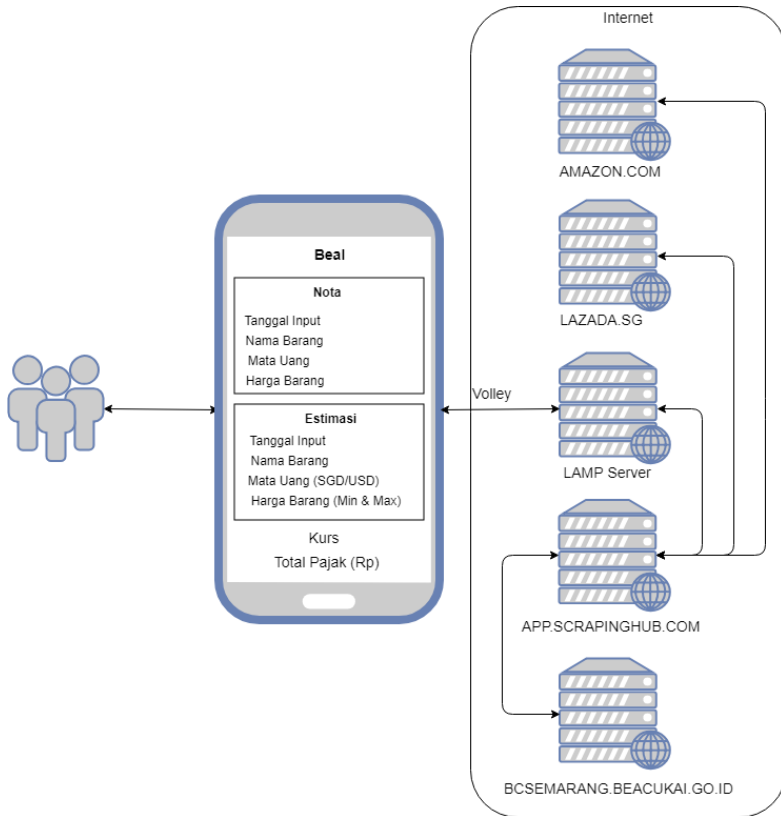 Internet
AMAZON.COM
LAZADA.SG
Beal
Nota
Tanggal Input
Nama Barang
Mata Uang
Harga Barang
Estimasi
Tanggal Input
Nama Barang
Mata Uang (SGD/USD)
Harga Barang (Min & Max)
Kurs
Total Pajak (Rp)
Volley
LAMP Server
APP.SCRAPINGHUB.COM
BCSEMARANG.BEACUKAI.GO.ID